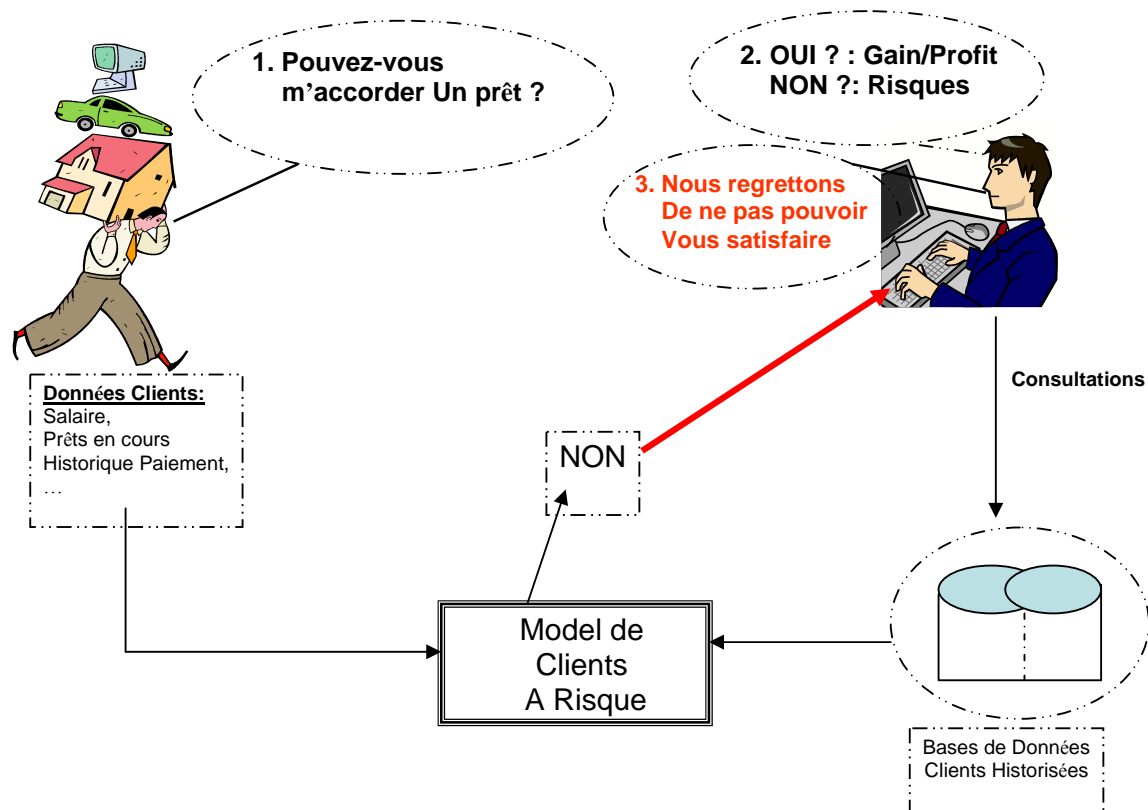 1. Pouvez-vous
m'accorder Un prêt ?
2. OUI ? : Gain/Profit
NON ?: Risques
3. Nous regrettons
De ne pas pouvoir
Vous satisfaire
Données Clients:
Salaire,
Prêts en cours
Historique Paiement,
…
Consultations
NON
Model de
Clients
A Risque
Bases de Données
Clients Historisées